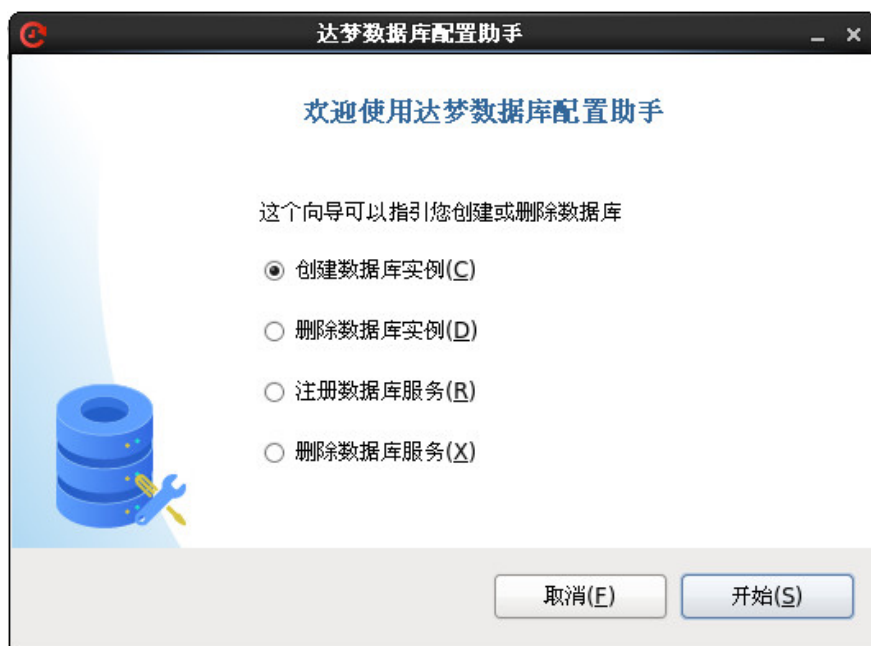 达梦数据库配置助手
欢迎使用达梦数据库配置助手
这个向导可以指引您创建或删除数据库
创建数据库实例(C)
删除数据库实例(D)
注册数据库服务(R)
删除数据库服务(X)
取消(F) 开始(S)